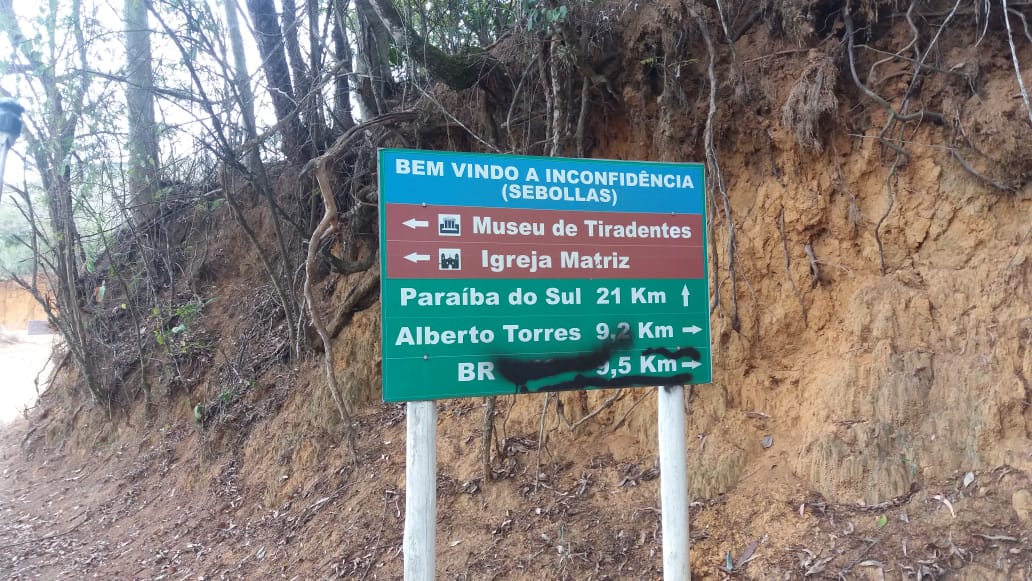 BEM VINDO A INCONFIDÊNCIA
(SEBOLLAS)
Museu de Tiradentes
Igreja Matriz
Paraíba do Sul 21 Km
Alberto Torres 9,2 Km
BR 9,5 Km